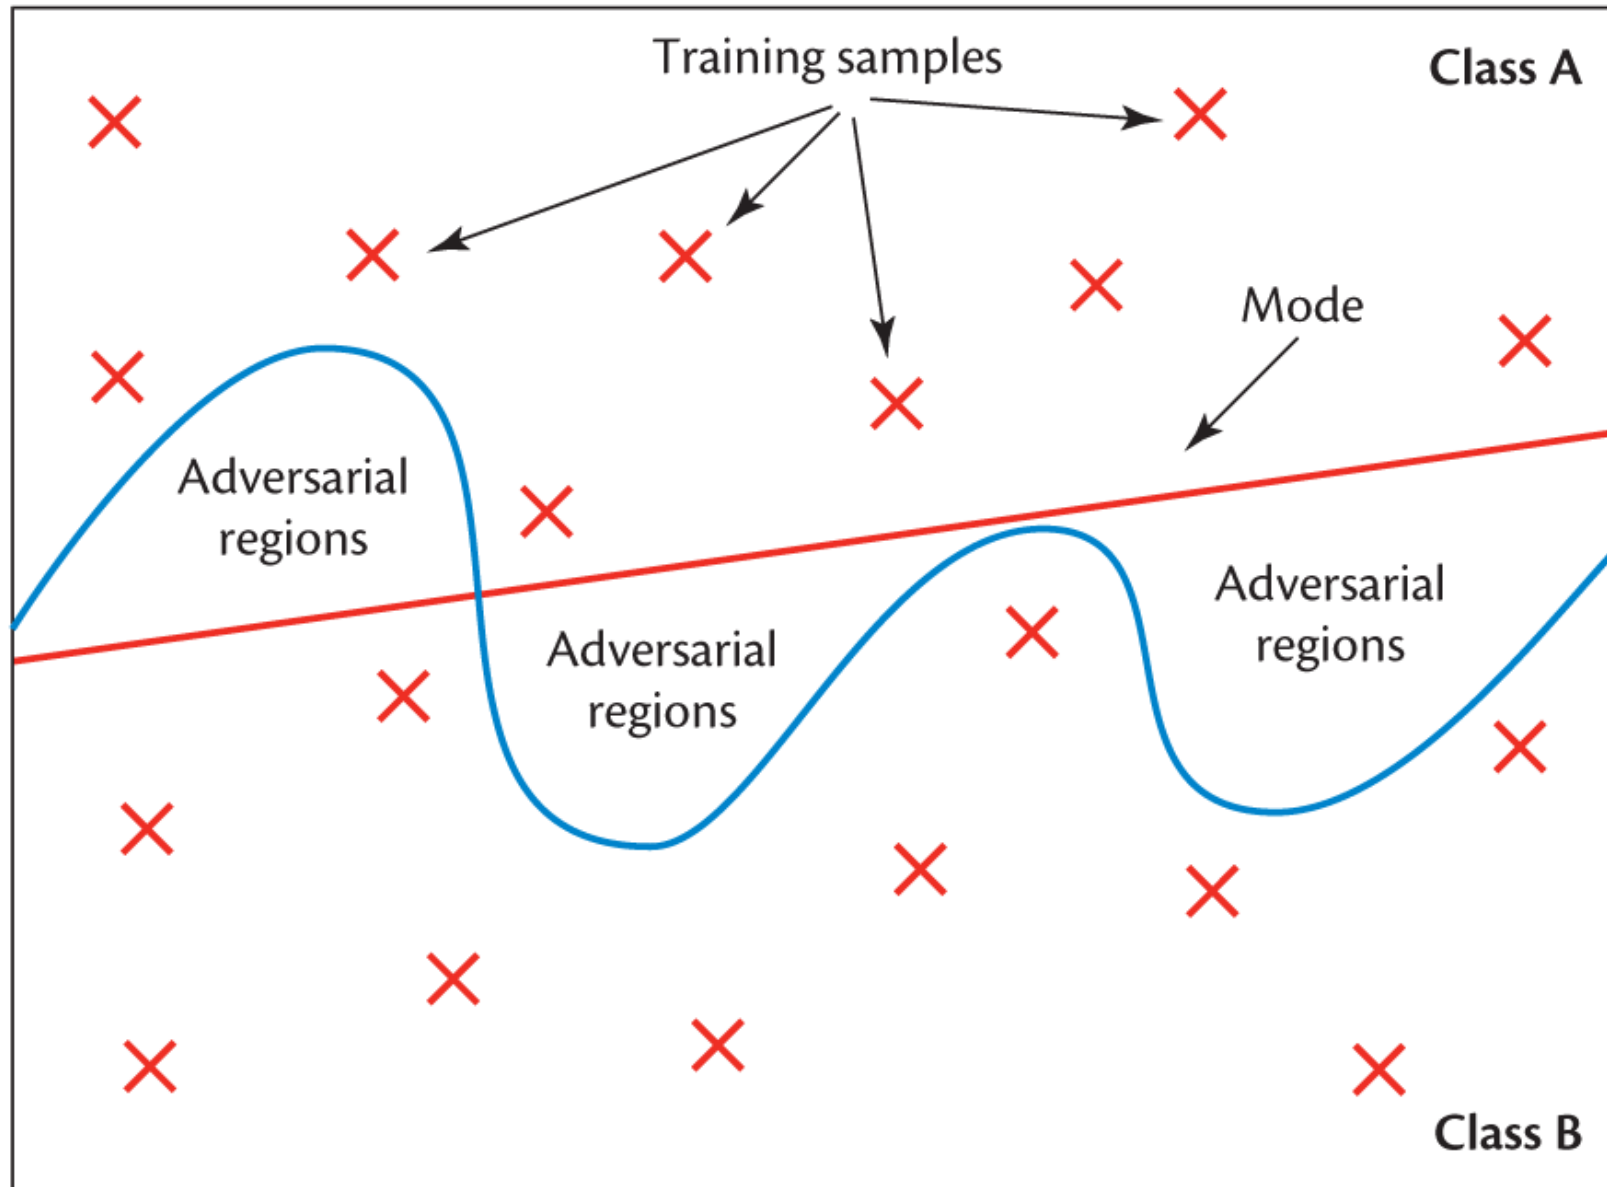 Training samples
Class A
Mode
Adversarial
regions
Adversarial
regions
Adversarial
regions
Class B